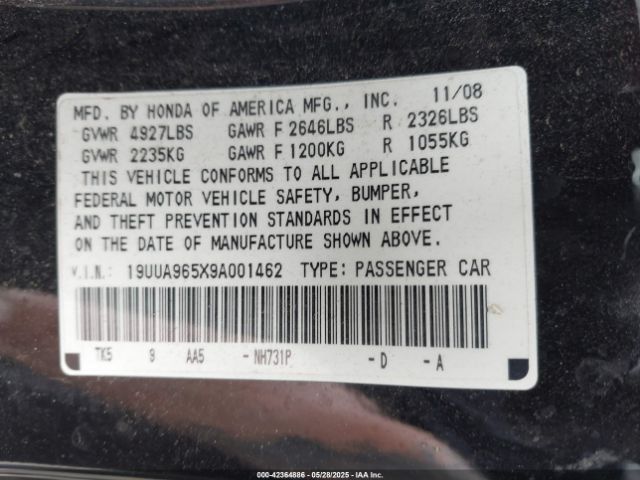 MFD. BY HONDA OF AMERICA MFG., INC. 11/08
GVWR 4927LBS GAWR F 2646LBS R 2326LBS
GVWR 2235KG GAWR F 1200KG R 1055KG
THIS VEHICLE CONFORMS TO ALL APPLICABLE
FEDERAL MOTOR VEHICLE SAFETY, BUMPER,
AND THEFT PREVENTION STANDARDS IN EFFECT
ON THE DATE OF MANUFACTURE SHOWN ABOVE.
V.I.N.: 19UUA965X9A001462 TYPE: PASSENGER CAR
TK5 9 AA5 - NH731P - D - A
000-42364886 | 05/28/2025 | IAA Inc.